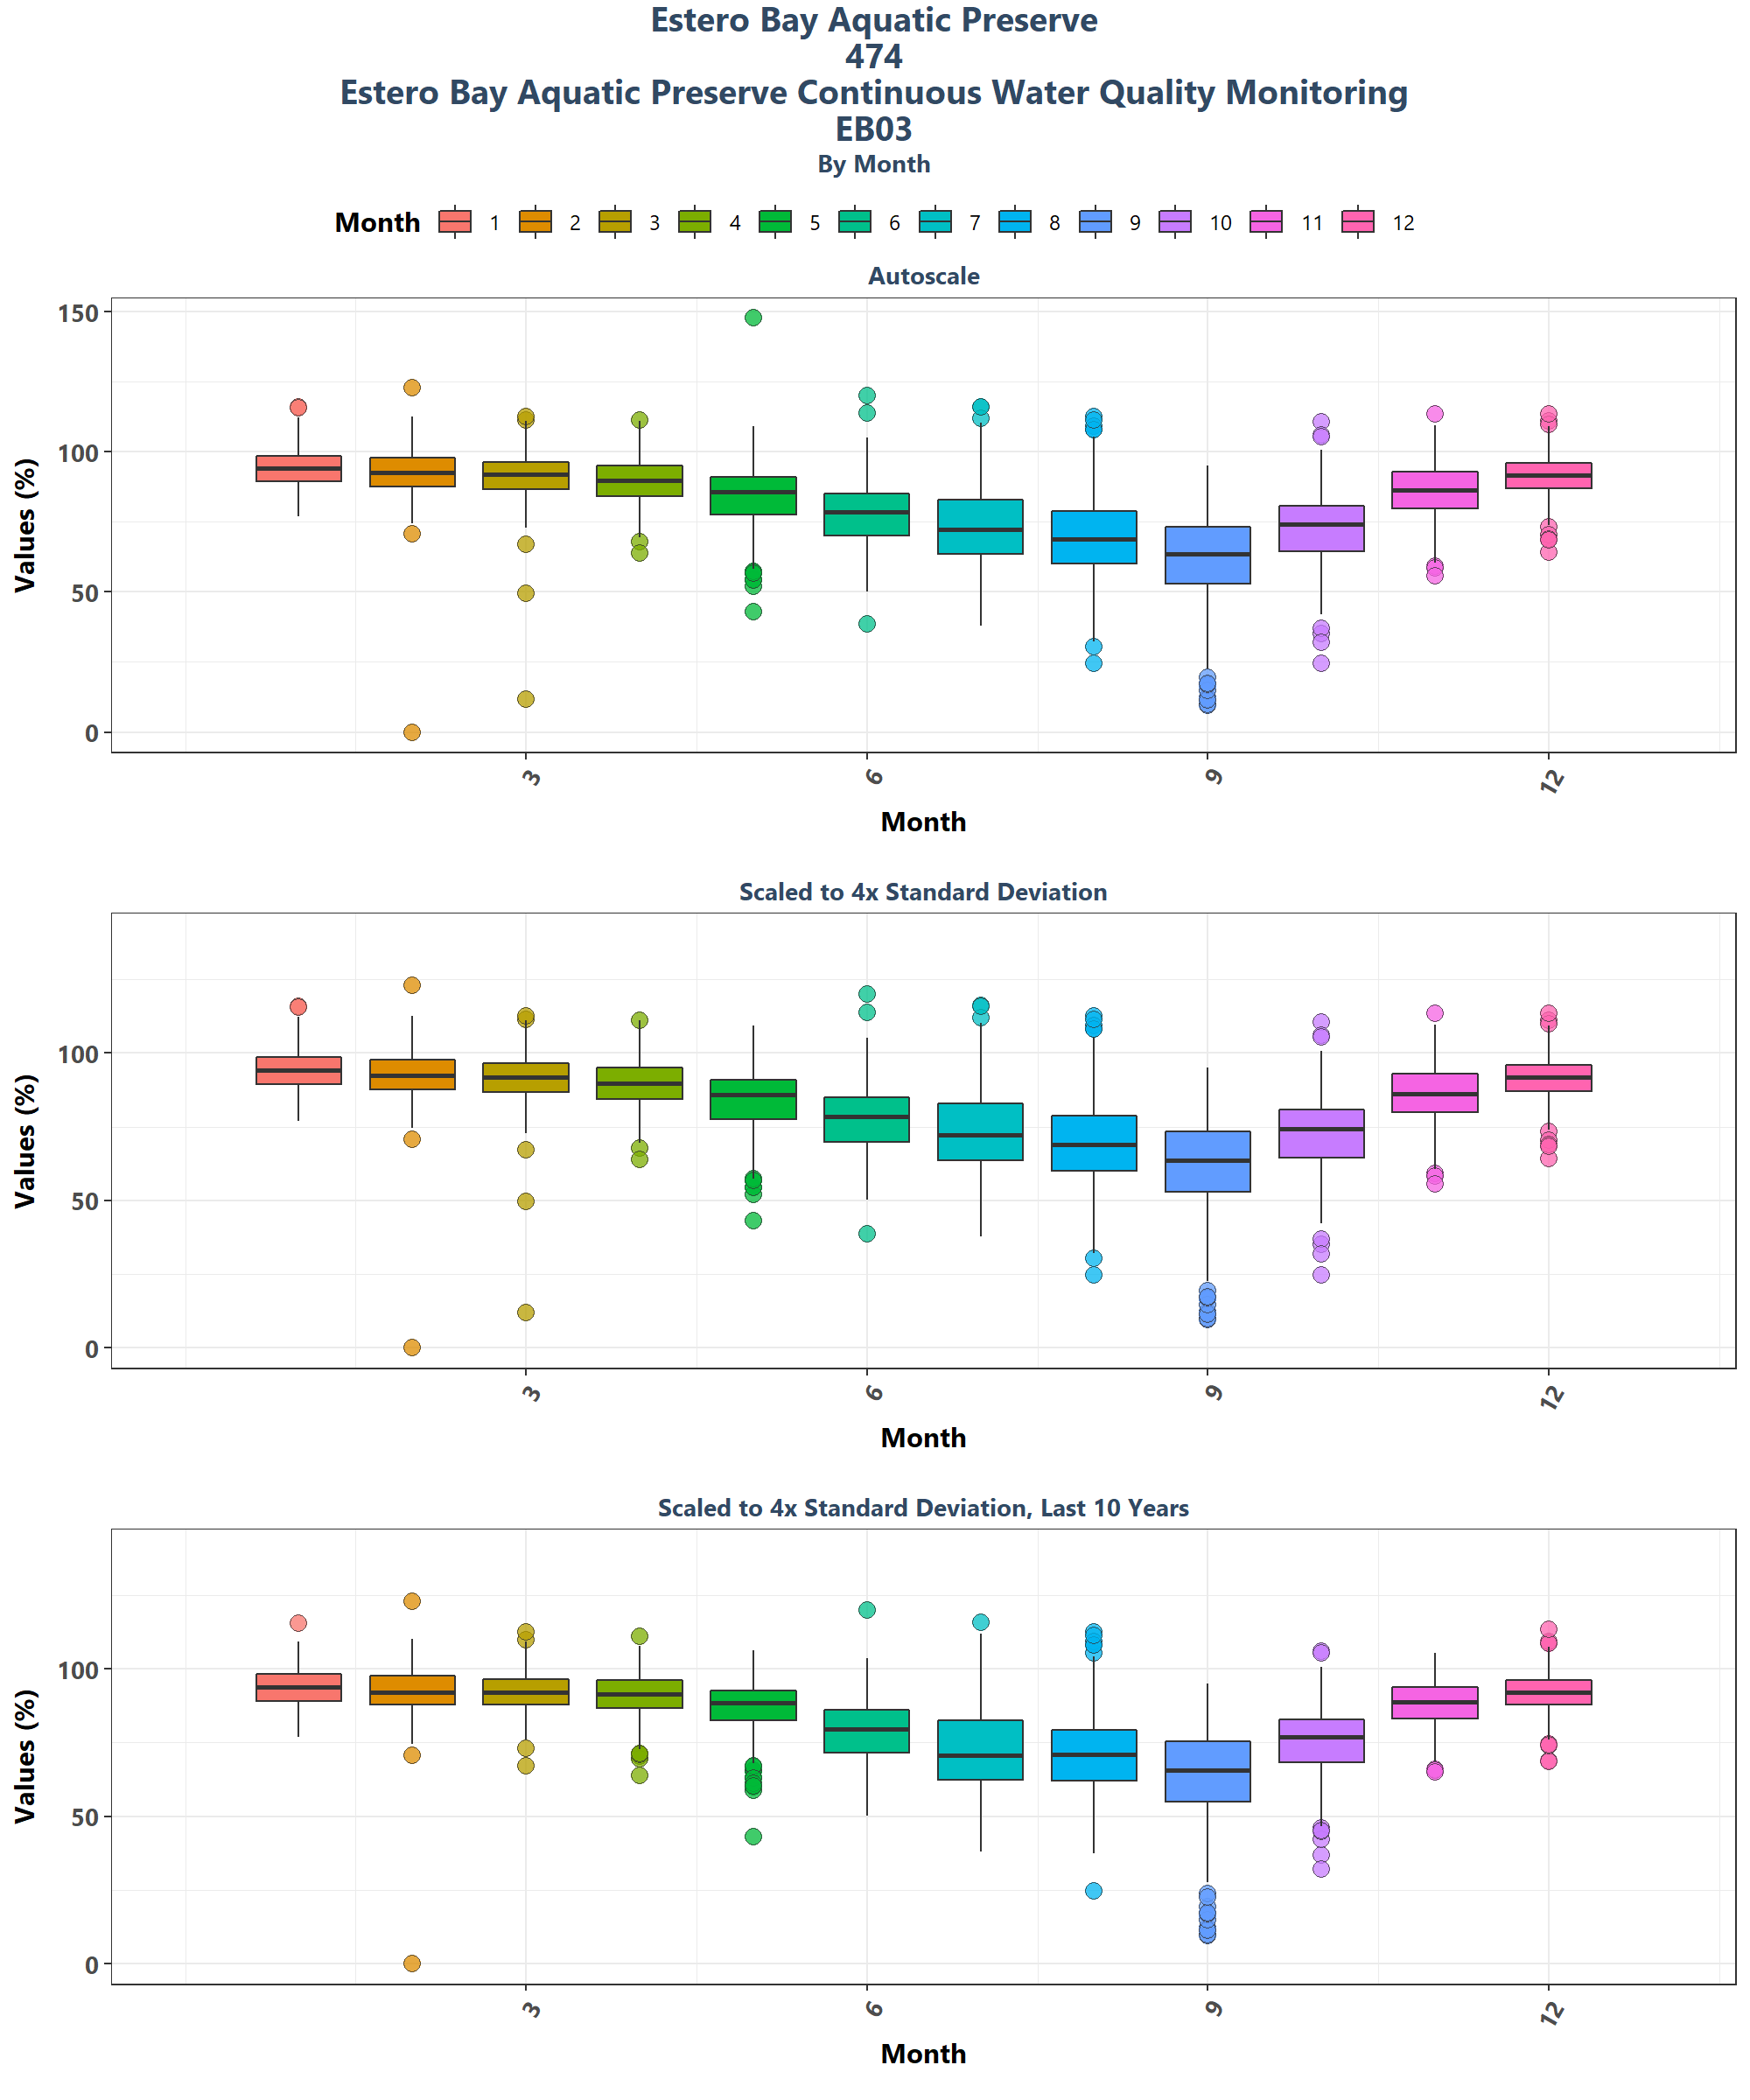 Estero Bay Aquatic Preserve
474
Estero Bay Aquatic Preserve Continuous Water Quality Monitoring
EB03
By Month
Month 1 2 3 4 5 6 7 8 9 10 11 12
Autoscale
Values (%)
150
100
50
0
3 6 9 12
Month
Scaled to 4x Standard Deviation
Values (%)
100
50
0
3 6 9 12
Month
Scaled to 4x Standard Deviation, Last 10 Years
Values (%)
100
50
0
3 6 9 12
Month